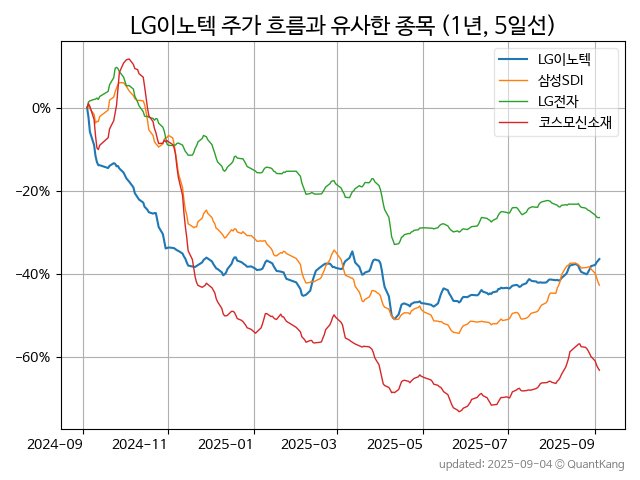 LG이노텍 주가 흐름과 유사한 종목 (1년, 5일선)
LG이노텍
삼성SDI
LG전자
코스모신소재
0%
−20%
−40%
−60%
2024-09 2024-11 2025-01 2025-03 2025-05 2025-07 2025-09
updated: 2025-09-04 © QuantKang